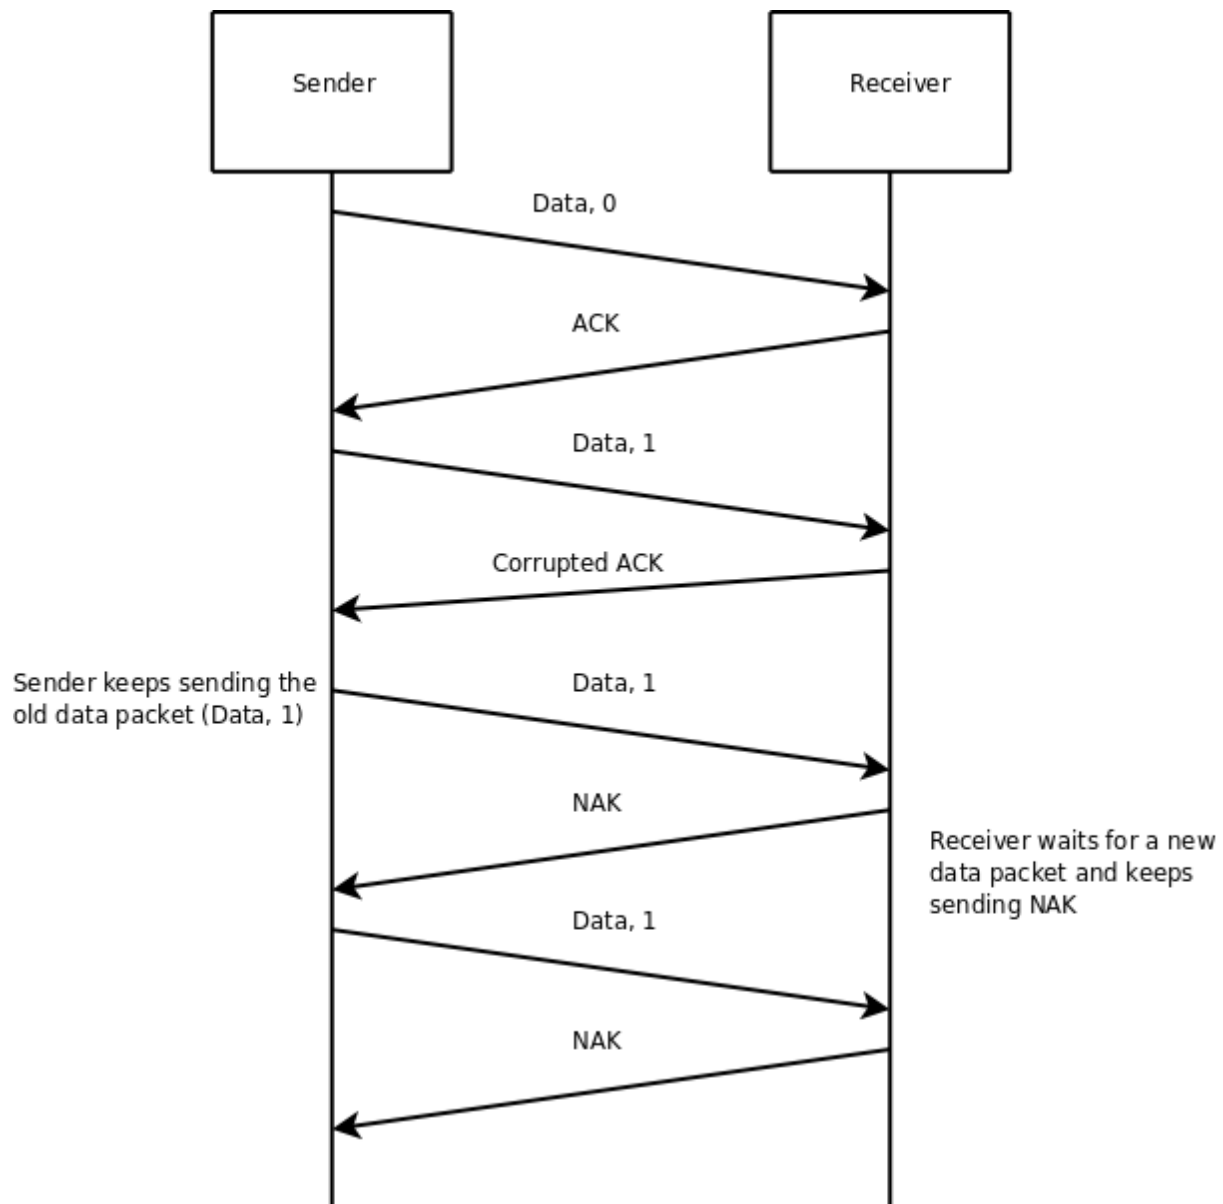 Sender
Receiver
Data, 0
ACK
Data, 1
Corrupted ACK
Sender keeps sending the
old data packet (Data, 1)
Data, 1
NAK
Receiver waits for a new
data packet and keeps
sending NAK
Data, 1
NAK